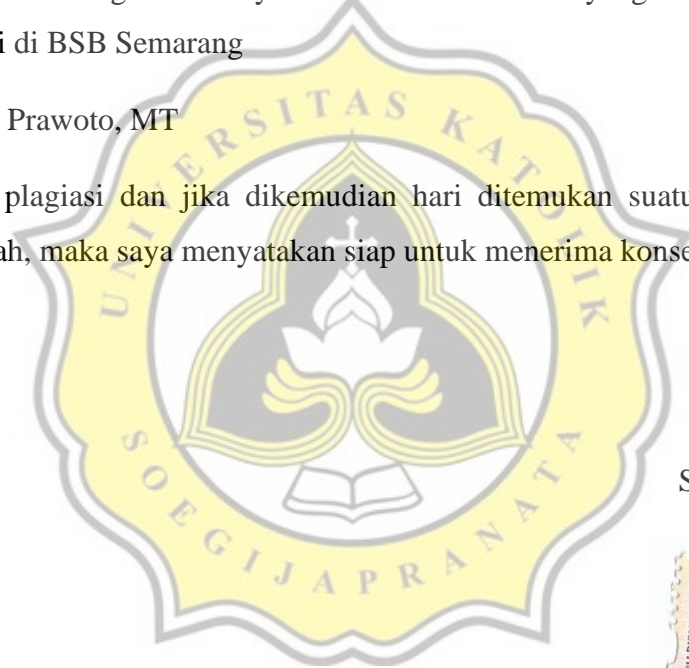 i di BSB Semarang
Prawoto, MT
plagiasi dan jika dikemudian hari ditemukan suatu
ah, maka saya menyatakan siap untuk menerima konse
UNIVERSITAS KATOLIK
SOEGIJAPRANATA
S